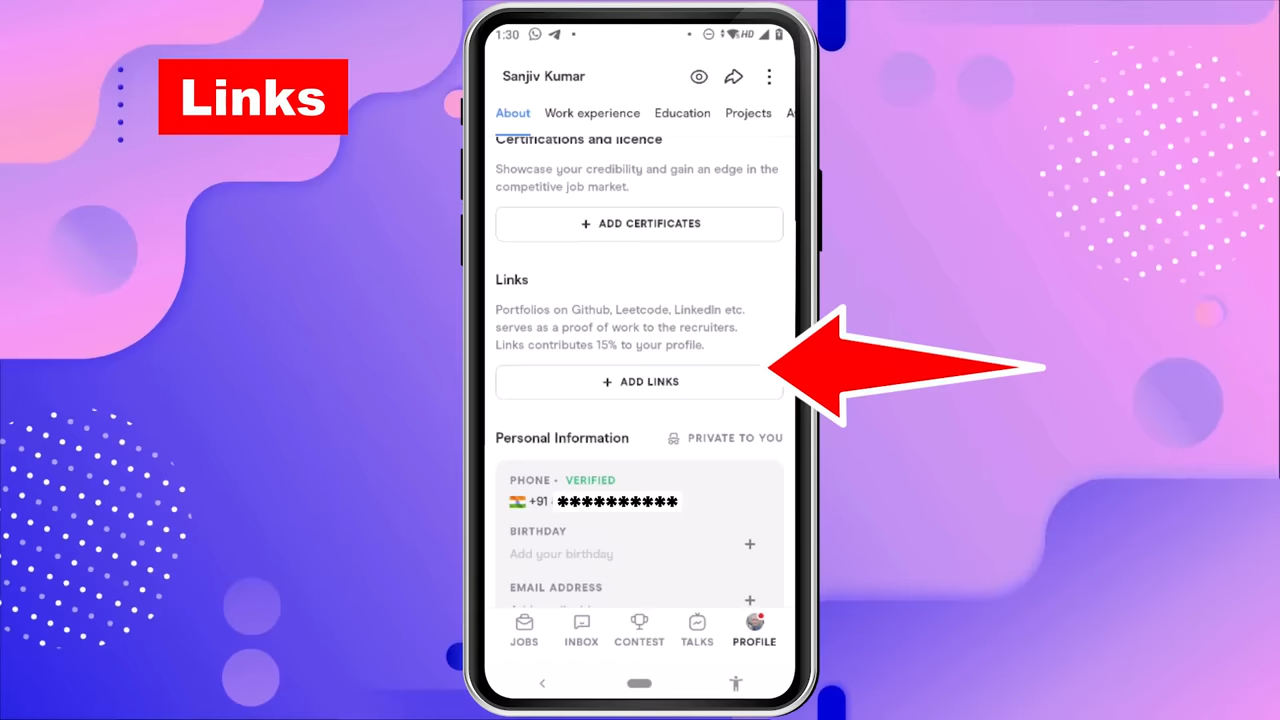 Links
1:30
HD
Sanjiv Kumar
About Work experience Education Projects
Certifications and licence
Showcase your credibility and gain an edge in the
competitive job market.
+ ADD CERTIFICATES
Links
Portfolios on Github, Leetcode, LinkedIn etc.
serves as a proof of work to the recruiters.
Links contributes 15% to your profile.
+ ADD LINKS
Personal Information PRIVATE TO YOU
PHONE • VERIFIED
+91 **********
BIRTHDAY
Add your birthday +
EMAIL ADDRESS
+
JOBS INBOX CONTEST TALKS PROFILE